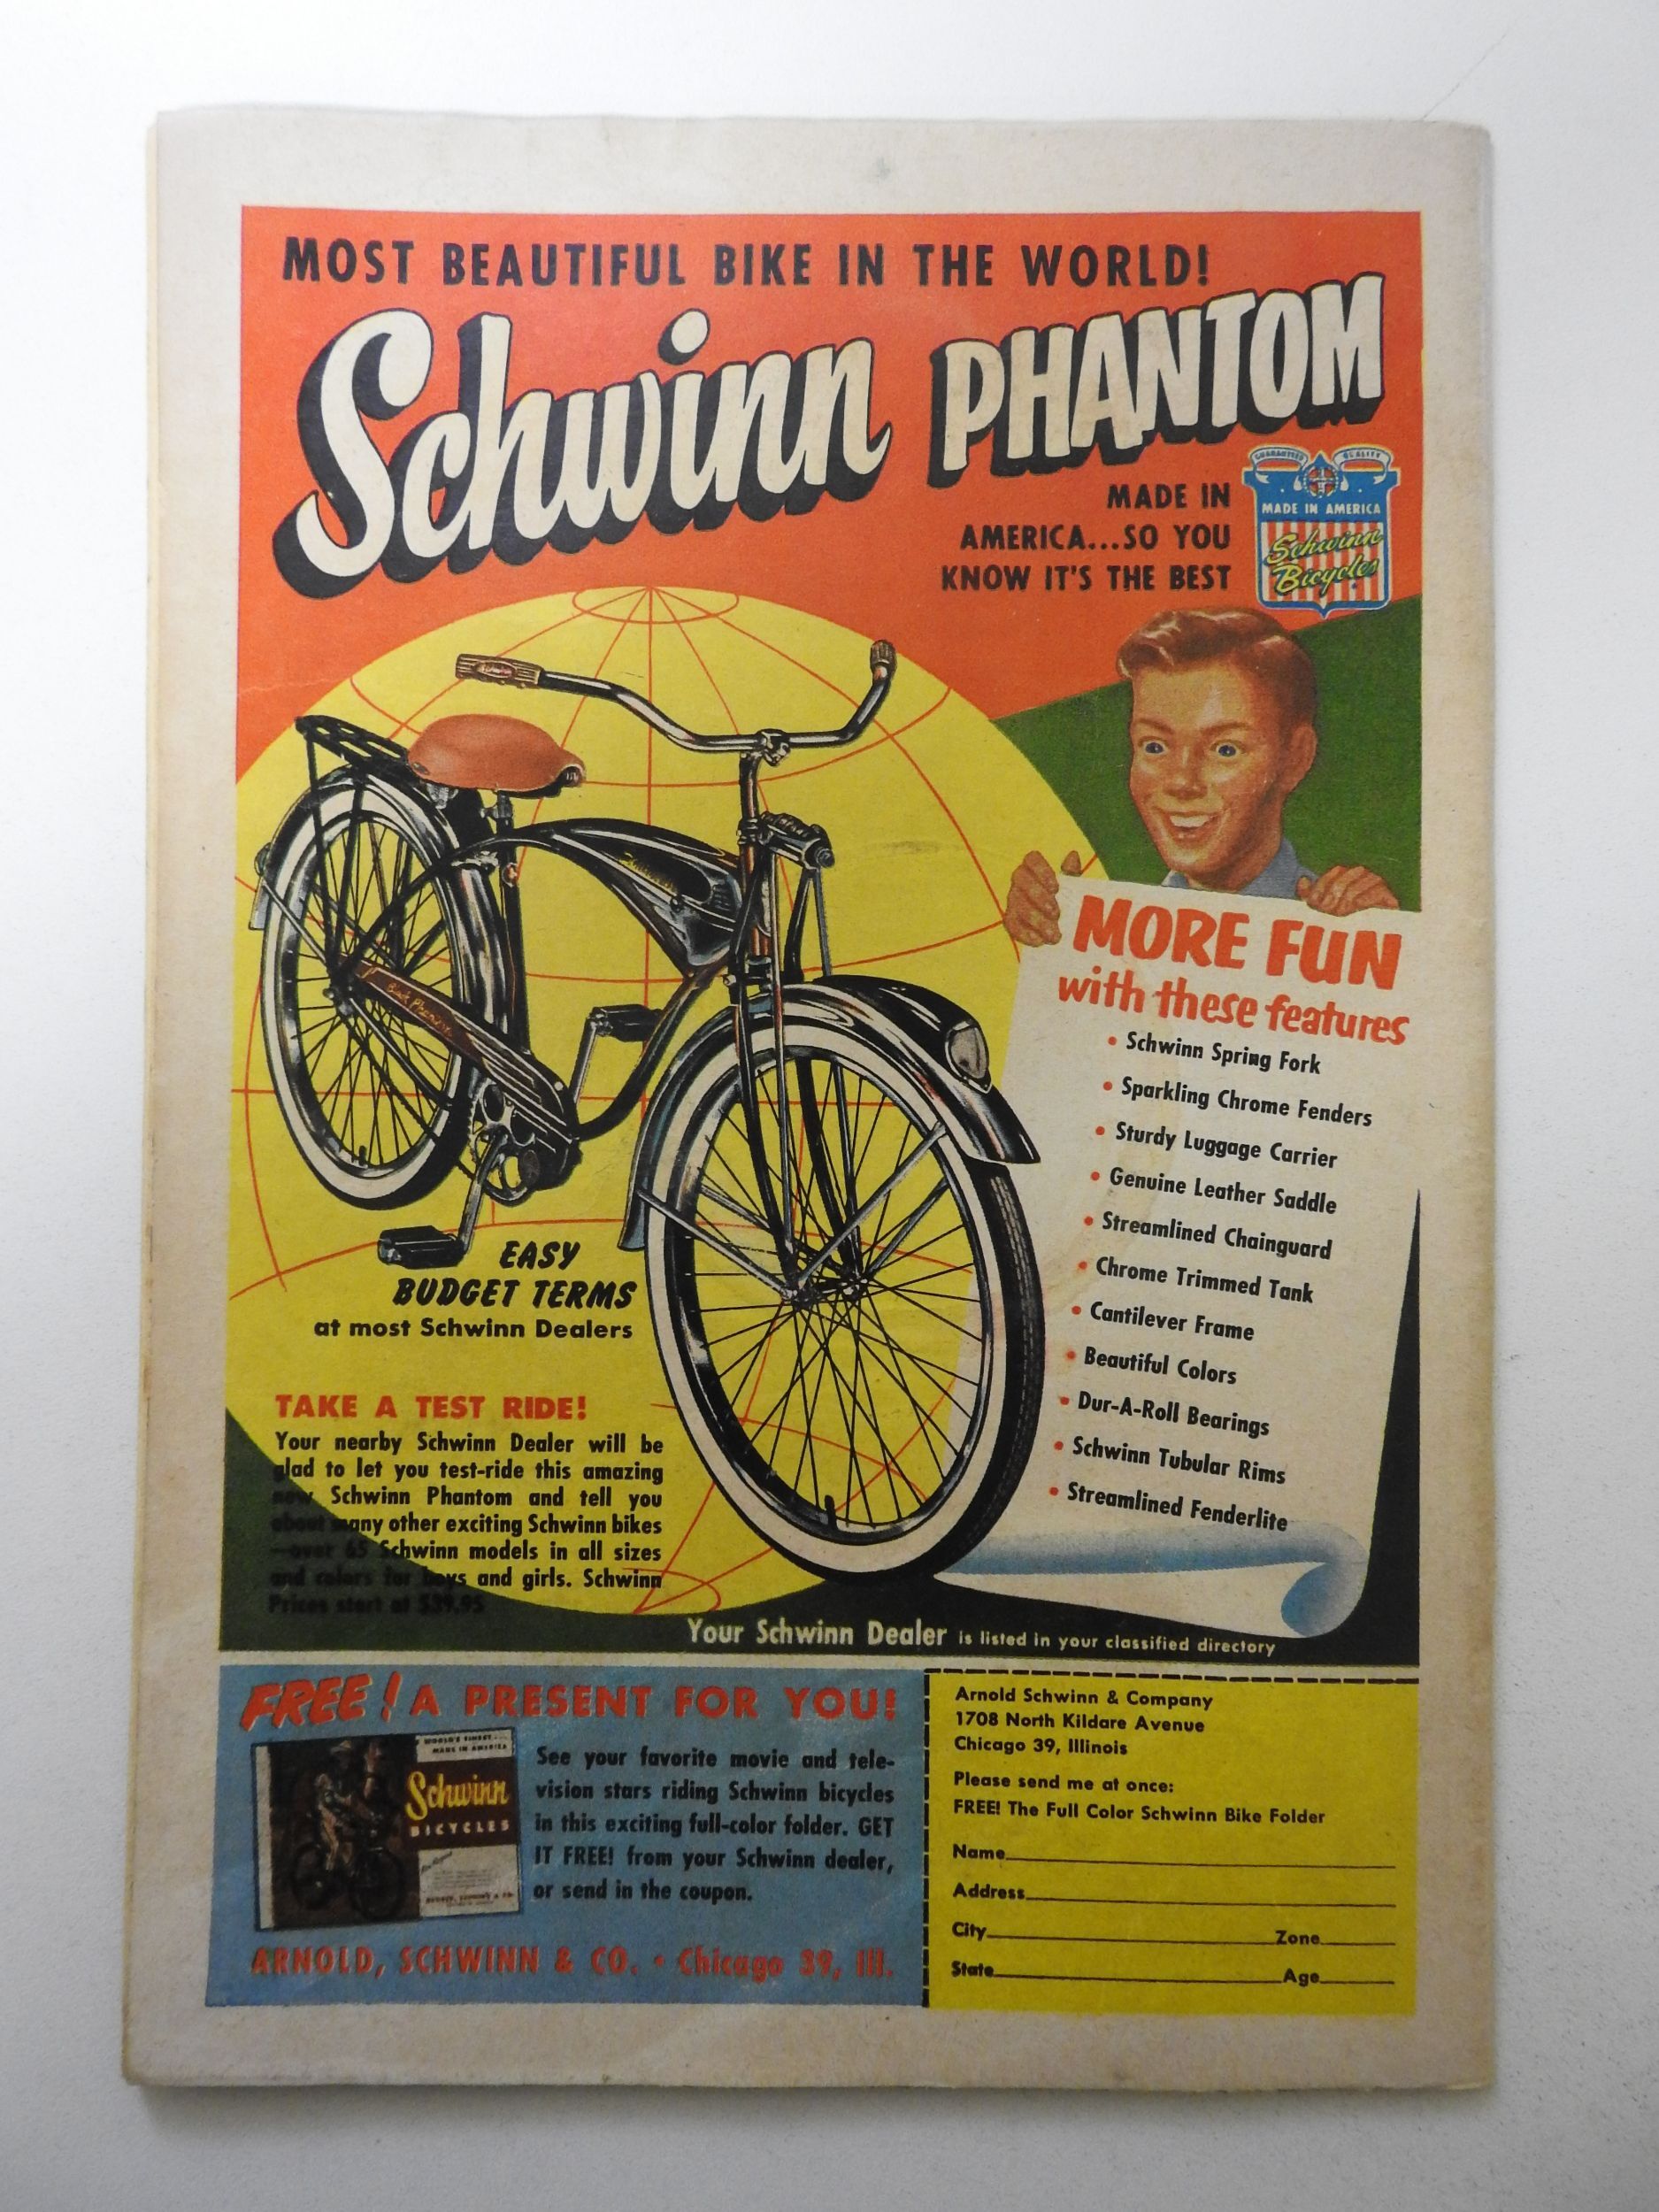 MOST BEAUTIFUL BIKE IN THE WORLD!
Schwinn PHANTOM
MADE IN
AMERICA...SO YOU
KNOW IT'S THE BEST
GUARANTEED QUALITY
MADE IN AMERICA
Schwinn
Bicycles
MORE FUN
with these features
• Schwinn Spring Fork
• Sparkling Chrome Fenders
• Sturdy Luggage Carrier
• Genuine Leather Saddle
• Streamlined Chainguard
• Chrome Trimmed Tank
• Cantilever Frame
• Beautiful Colors
• Dur-A-Roll Bearings
• Schwinn Tubular Rims
• Streamlined Fenderlite
EASY
BUDGET TERMS
at most Schwinn Dealers
TAKE A TEST RIDE!
Your nearby Schwinn Dealer will be
glad to let you test-ride this amazing
new Schwinn Phantom and tell you
about many other exciting Schwinn bikes
—over 65 Schwinn models in all sizes
and colors for boys and girls. Schwinn
Prices start at $39.95
Your Schwinn Dealer is listed in your classified directory
FREE! A PRESENT FOR YOU!
WORLD'S FINEST
MADE IN AMERICA
Schwinn
BICYCLES
See your favorite movie and tele-
vision stars riding Schwinn bicycles
in this exciting full-color folder. GET
IT FREE! from your Schwinn dealer,
or send in the coupon.
ARNOLD, SCHWINN & CO. • Chicago 39, Ill.
Arnold Schwinn & Company
1708 North Kildare Avenue
Chicago 39, Illinois
Please send me at once:
FREE! The Full Color Schwinn Bike Folder
Name
Address
City Zone
State Age